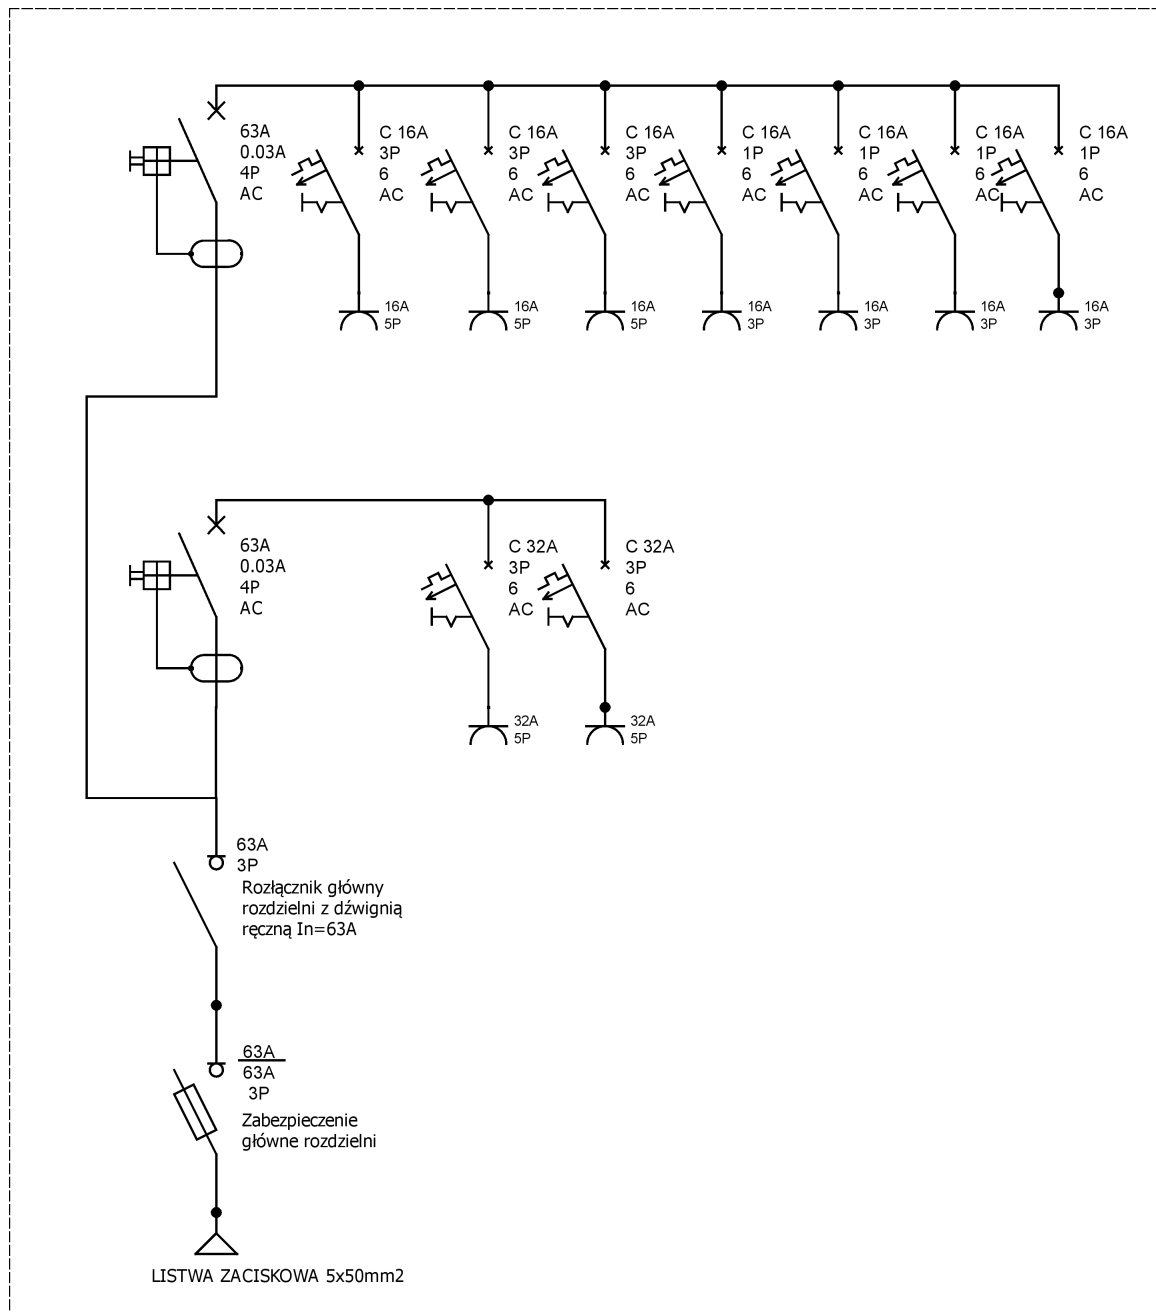 63A
0.03A
4P
AC
C 16A
3P
6
AC
C 16A
3P
6
AC
C 16A
3P
6
AC
C 16A
1P
6
AC
C 16A
1P
6
AC
C 16A
1P
6
AC
C 16A
1P
6
AC
16A
5P
16A
5P
16A
5P
16A
3P
16A
3P
16A
3P
16A
3P
63A
0.03A
4P
AC
C 32A
3P
6
AC
C 32A
3P
6
AC
32A
5P
32A
5P
63A
3P
Rozłącznik główny
rozdzielni z dźwignią
ręczną In=63A
63A
63A
3P
Zabezpieczenie
główne rozdzielni
LISTWA ZACISKOWA 5x50mm2